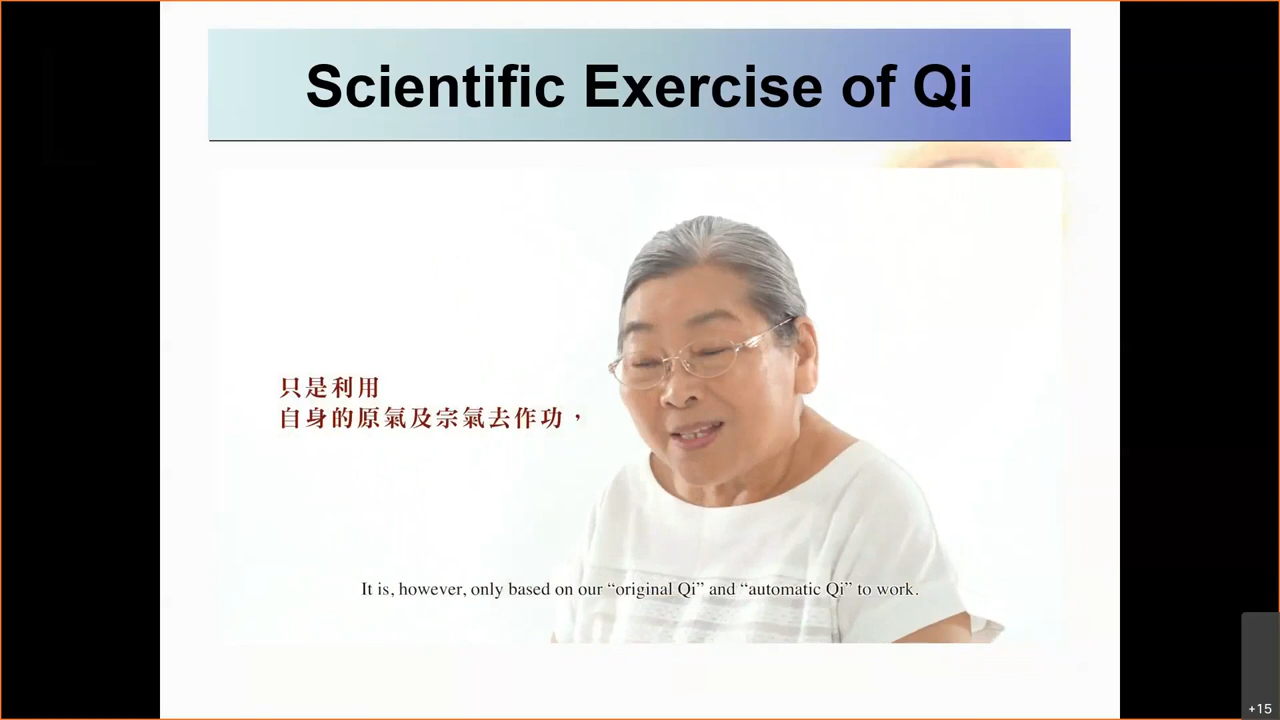 Scientific Exercise of Qi
只是利用
自身的原氣及宗氣去作功，
It is, however, only based on our “original Qi” and “automatic Qi” to work.
+15